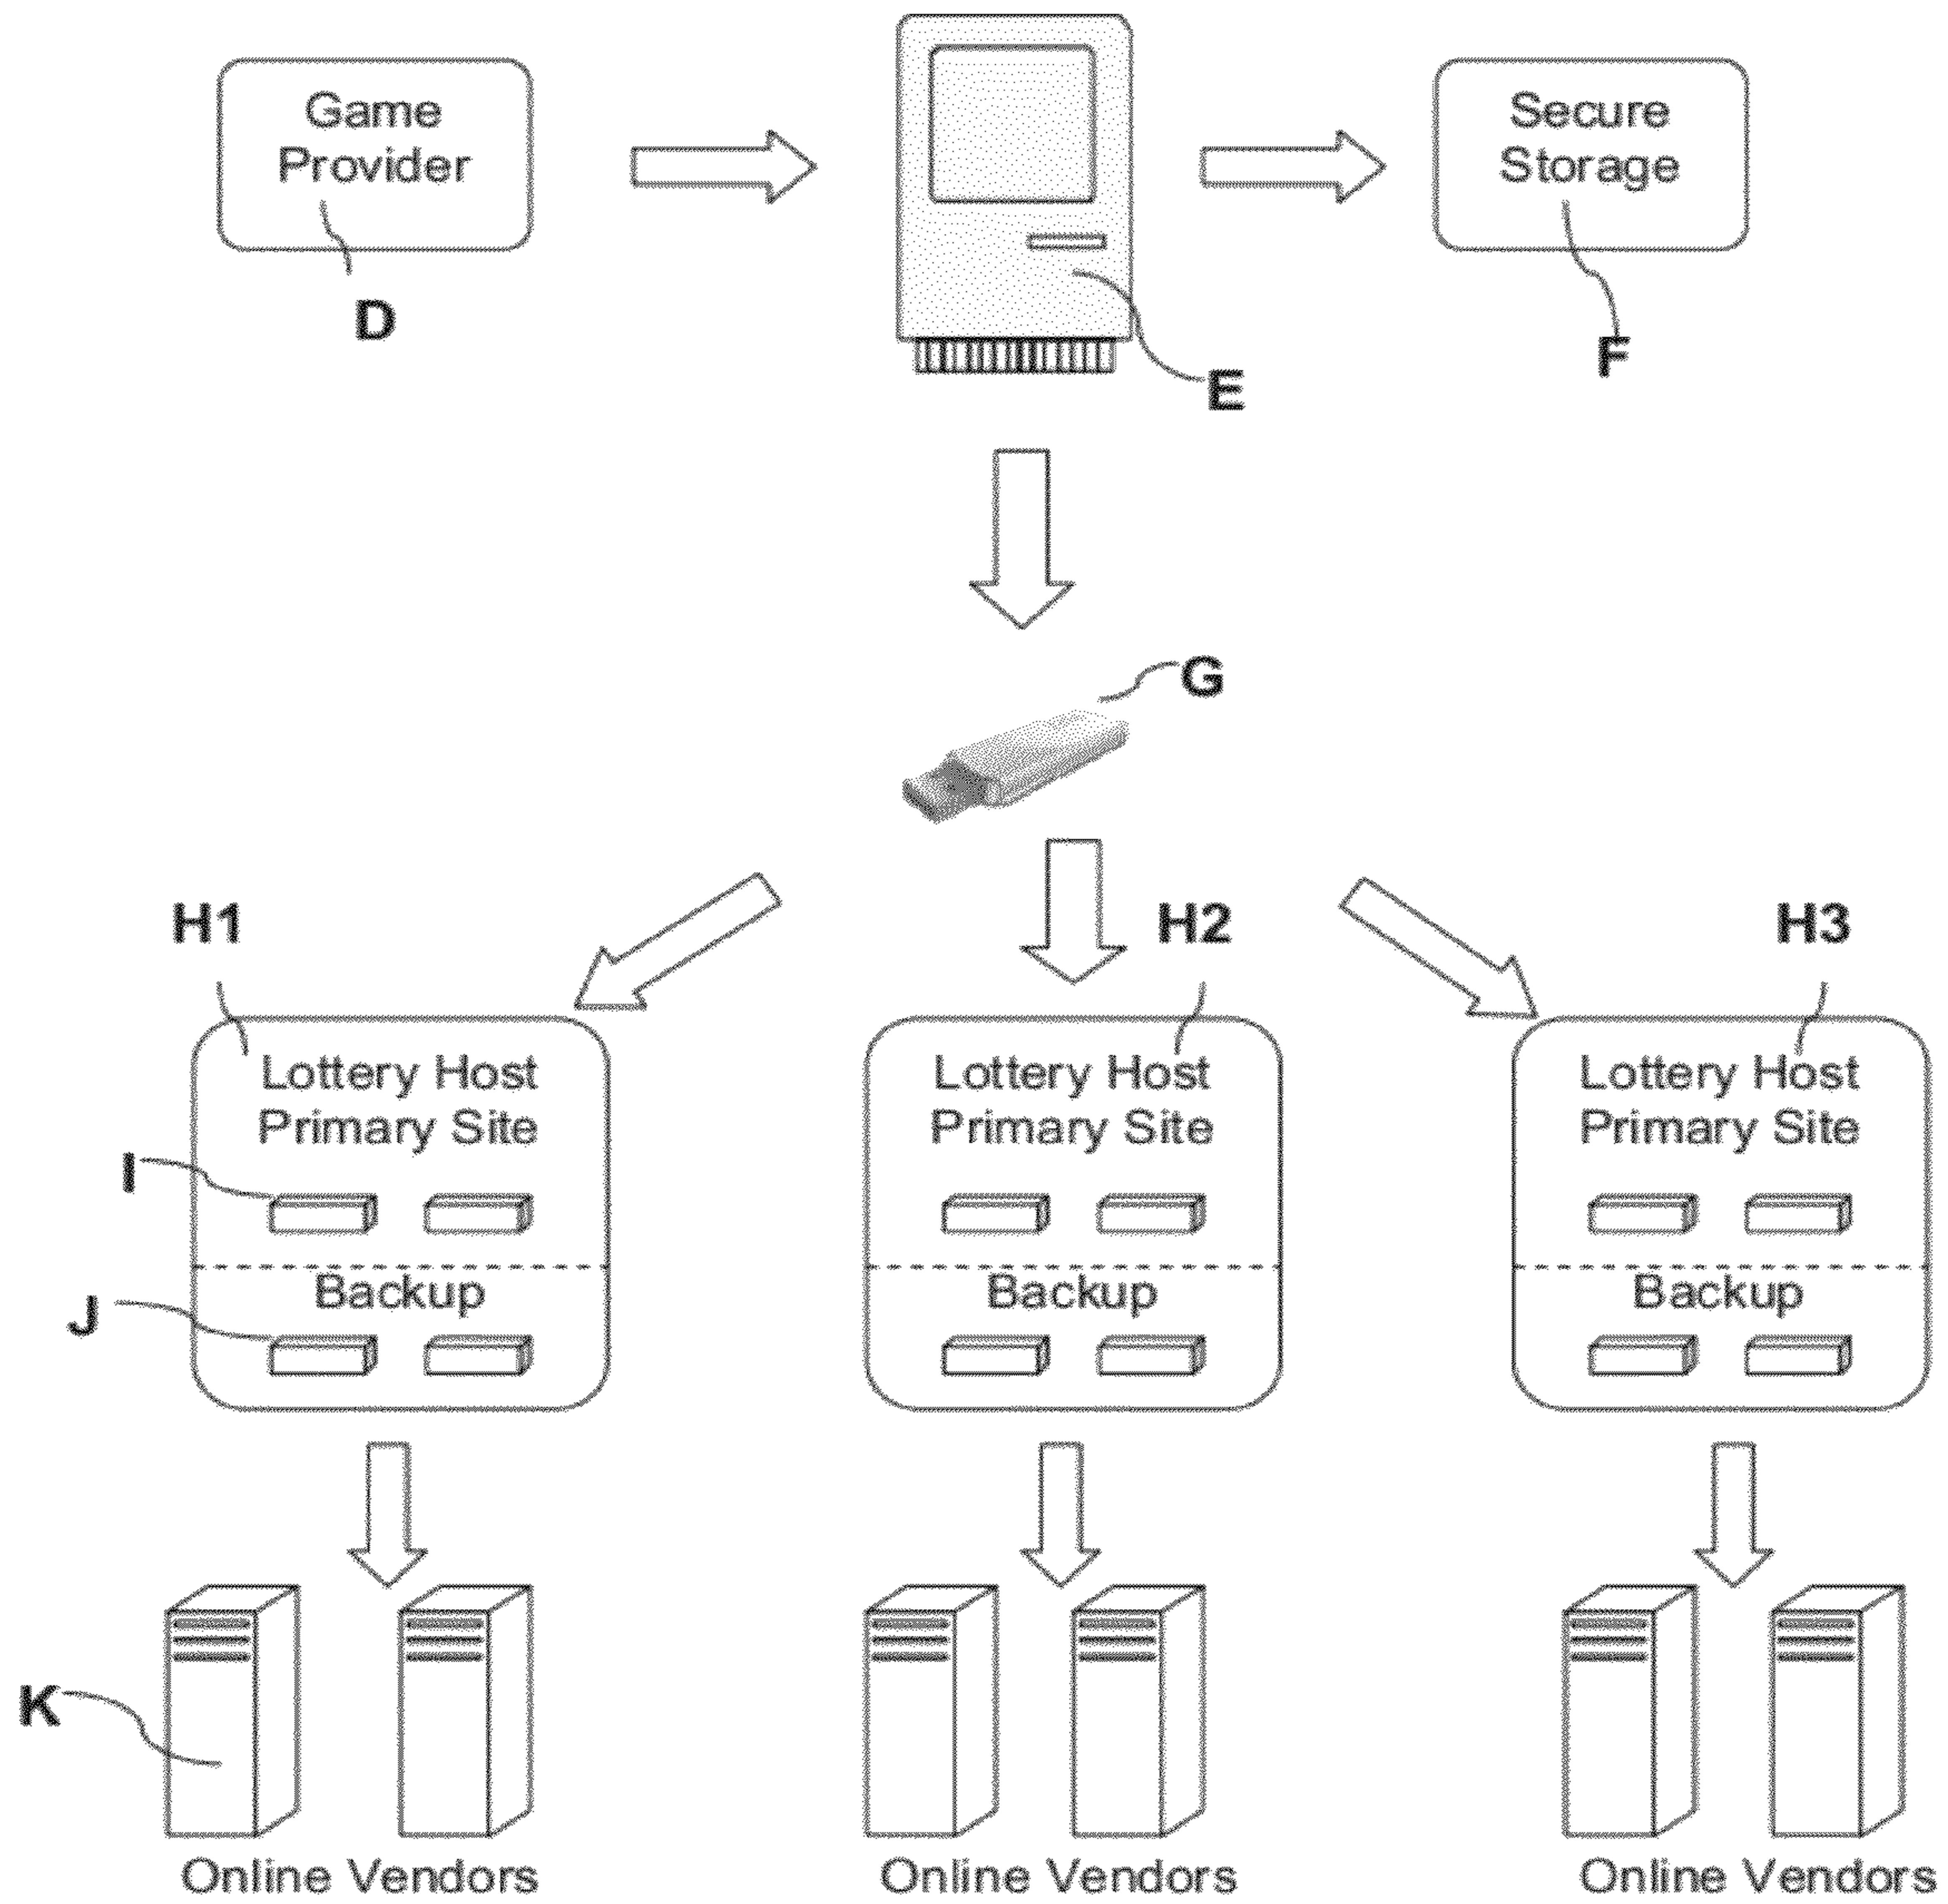 Game
Provider
D
E
Secure
Storage
F
G
H1
H2
H3
Lottery Host
Primary Site
I
Backup
J
Lottery Host
Primary Site
Backup
Lottery Host
Primary Site
Backup
K
Online Vendors
Online Vendors
Online Vendors